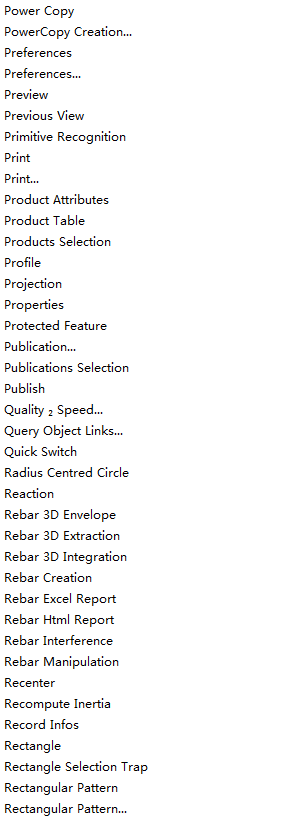 Power Copy
PowerCopy Creation...
Preferences
Preferences...
Preview
Previous View
Primitive Recognition
Print
Print...
Product Attributes
Product Table
Products Selection
Profile
Projection
Properties
Protected Feature
Publication...
Publications Selection
Publish
Quality ₂ Speed...
Query Object Links...
Quick Switch
Radius Centred Circle
Reaction
Rebar 3D Envelope
Rebar 3D Extraction
Rebar 3D Integration
Rebar Creation
Rebar Excel Report
Rebar Html Report
Rebar Interference
Rebar Manipulation
Recenter
Recompute Inertia
Record Infos
Rectangle
Rectangle Selection Trap
Rectangular Pattern
Rectangular Pattern...